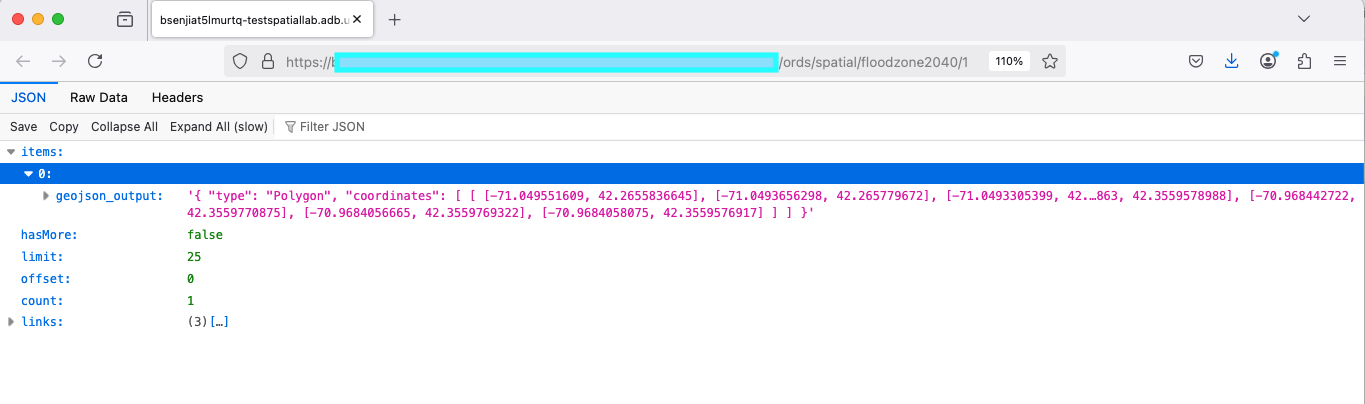 bsenjiat5lmurtq-testspatiallab.adb.u
https:// /ords/spatial/floodzone2040/1 110%
JSON Raw Data Headers
Save Copy Collapse All Expand All (slow) Filter JSON
items:
0:
geojson_output: '{ "type": "Polygon", "coordinates": [ [ [-71.049551609, 42.2655836645], [-71.0493656298, 42.265779672], [-71.0493305399, 42.…863, 42.3559578988], [-70.968442722,
42.3559770875], [-70.9684056665, 42.3559769322], [-70.9684058075, 42.3559576917] ] ] }'
hasMore: false
limit: 25
offset: 0
count: 1
links: (3)[…]